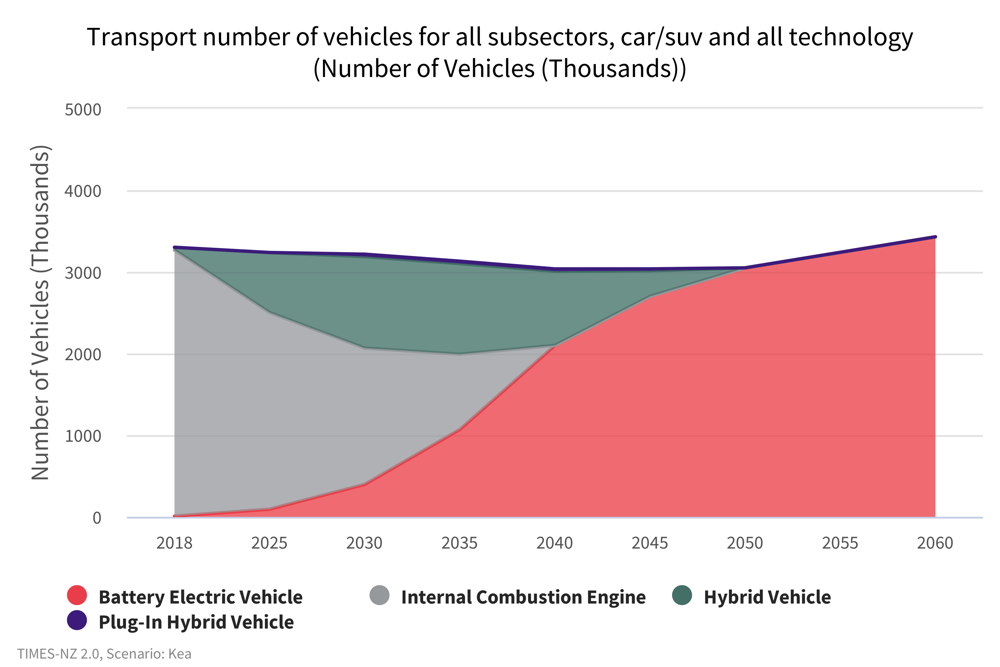 Transport number of vehicles for all subsectors, car/suv and all technology
(Number of Vehicles (Thousands))
Number of Vehicles (Thousands)
5000
4000
3000
2000
1000
0
2018 2025 2030 2035 2040 2045 2050 2055 2060
Battery Electric Vehicle Internal Combustion Engine Hybrid Vehicle
Plug-In Hybrid Vehicle
TIMES-NZ 2.0, Scenario: Kea